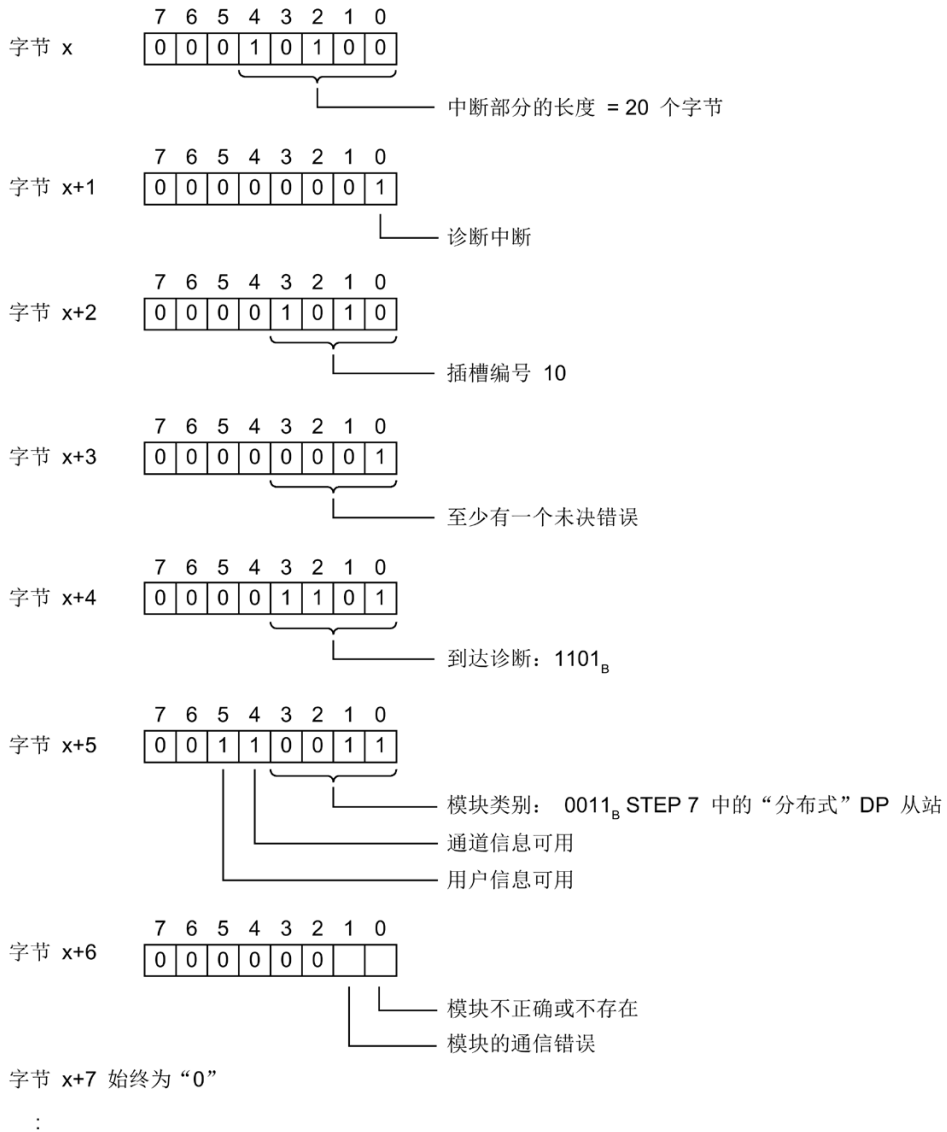 7 6 5 4 3 2 1 0
字节 x 0 0 0 1 0 1 0 0
中断部分的长度 = 20 个字节
7 6 5 4 3 2 1 0
字节 x+1 0 0 0 0 0 0 0 1
诊断中断
7 6 5 4 3 2 1 0
字节 x+2 0 0 0 0 1 0 1 0
插槽编号 10
7 6 5 4 3 2 1 0
字节 x+3 0 0 0 0 0 0 0 1
至少有一个未决错误
7 6 5 4 3 2 1 0
字节 x+4 0 0 0 0 1 1 0 1
到达诊断：1101B
7 6 5 4 3 2 1 0
字节 x+5 0 0 1 1 0 0 1 1
模块类别： 0011B STEP 7 中的“分布式”DP 从站
通道信息可用
用户信息可用
7 6 5 4 3 2 1 0
字节 x+6 0 0 0 0 0 0
模块不正确或不存在
模块的通信错误
字节 x+7 始终为“0”
: